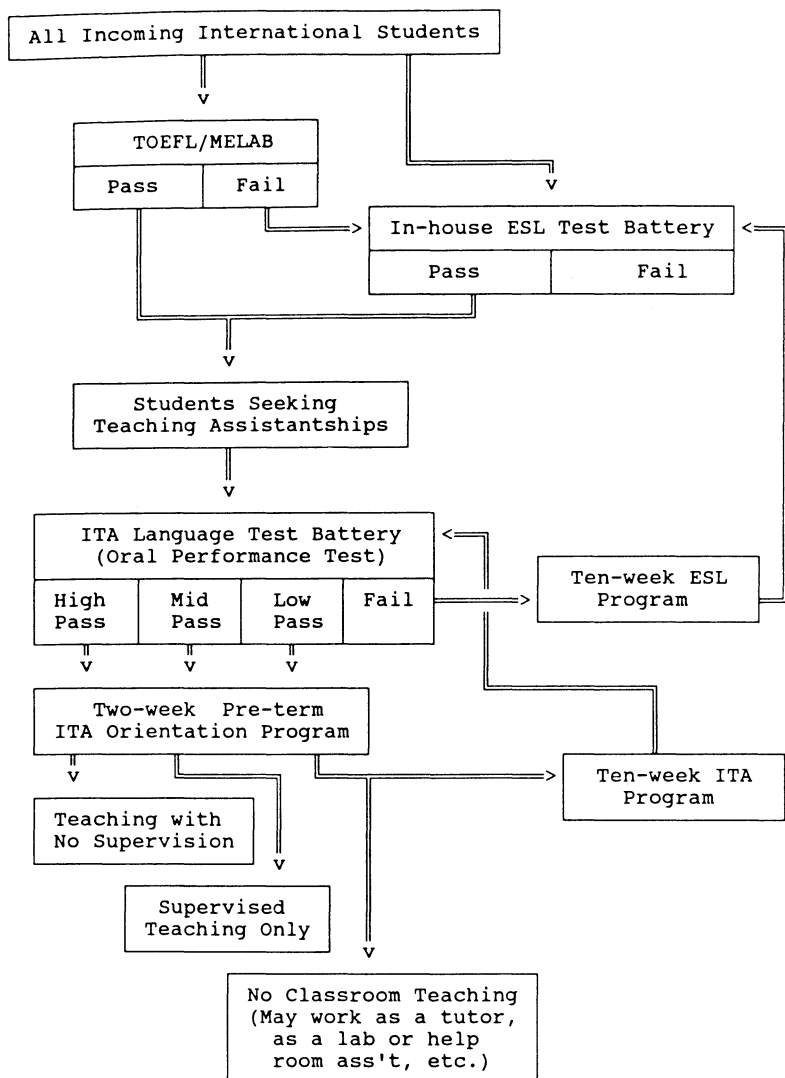 All Incoming International Students
TOEFL/MELAB
Pass Fail
In-house ESL Test Battery
Pass Fail
Students Seeking
Teaching Assistantships
ITA Language Test Battery
(Oral Performance Test)
High Mid Low Fail
Pass Pass Pass
Ten-week ESL
Program
Two-week Pre-term
ITA Orientation Program
Ten-week ITA
Program
Teaching with
No Supervision
Supervised
Teaching Only
No Classroom Teaching
(May work as a tutor,
as a lab or help
room ass't, etc.)